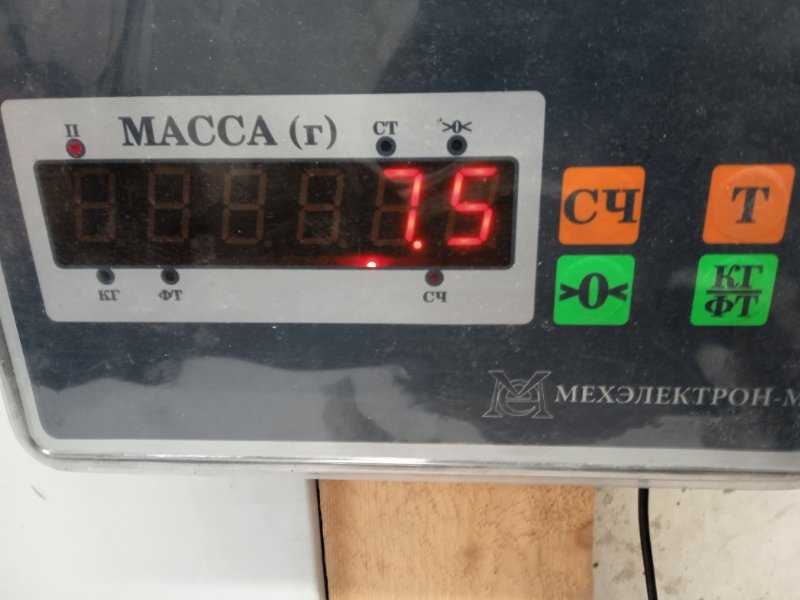 П МАССА (г) СТ >0<
7.5
КГ ФТ СЧ
СЧ Т
>0< КГ
ФТ
МЕХЭЛЕКТРОН-М